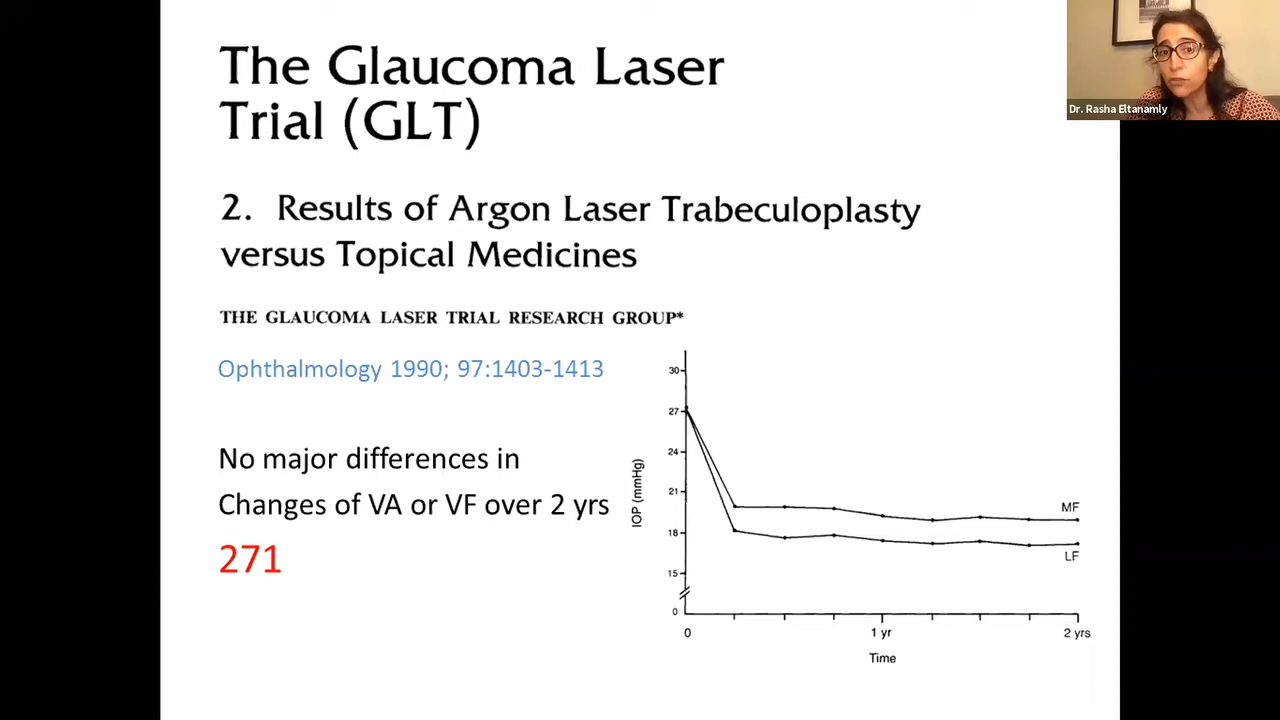 The Glaucoma Laser
Trial (GLT)
Dr. Rasha Eltanamly
2. Results of Argon Laser Trabeculoplasty
versus Topical Medicines
THE GLAUCOMA LASER TRIAL RESEARCH GROUP*
Ophthalmology 1990; 97:1403-1413
No major differences in
Changes of VA or VF over 2 yrs
271
30
27
24
21
18
15
0
IOP (mmHg)
MF
LF
0 1 yr 2 yrs
Time